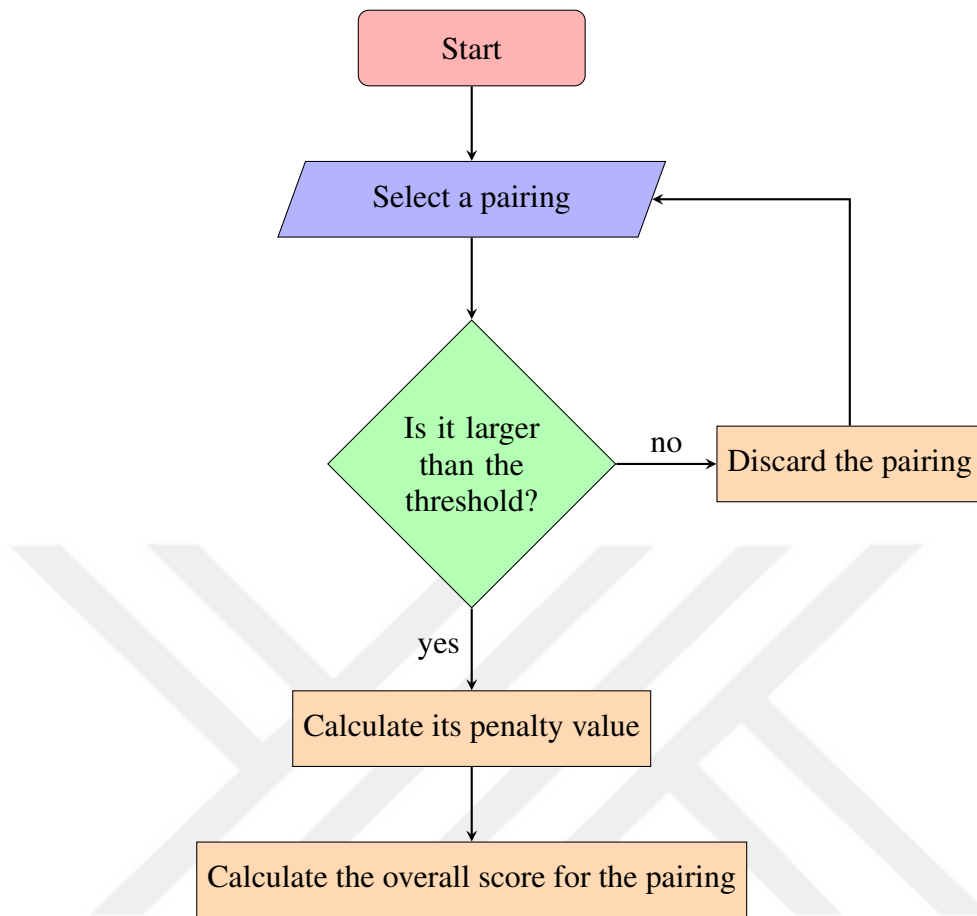 Start
Select a pairing
Is it larger
than the
threshold?
no
Discard the pairing
yes
Calculate its penalty value
Calculate the overall score for the pairing